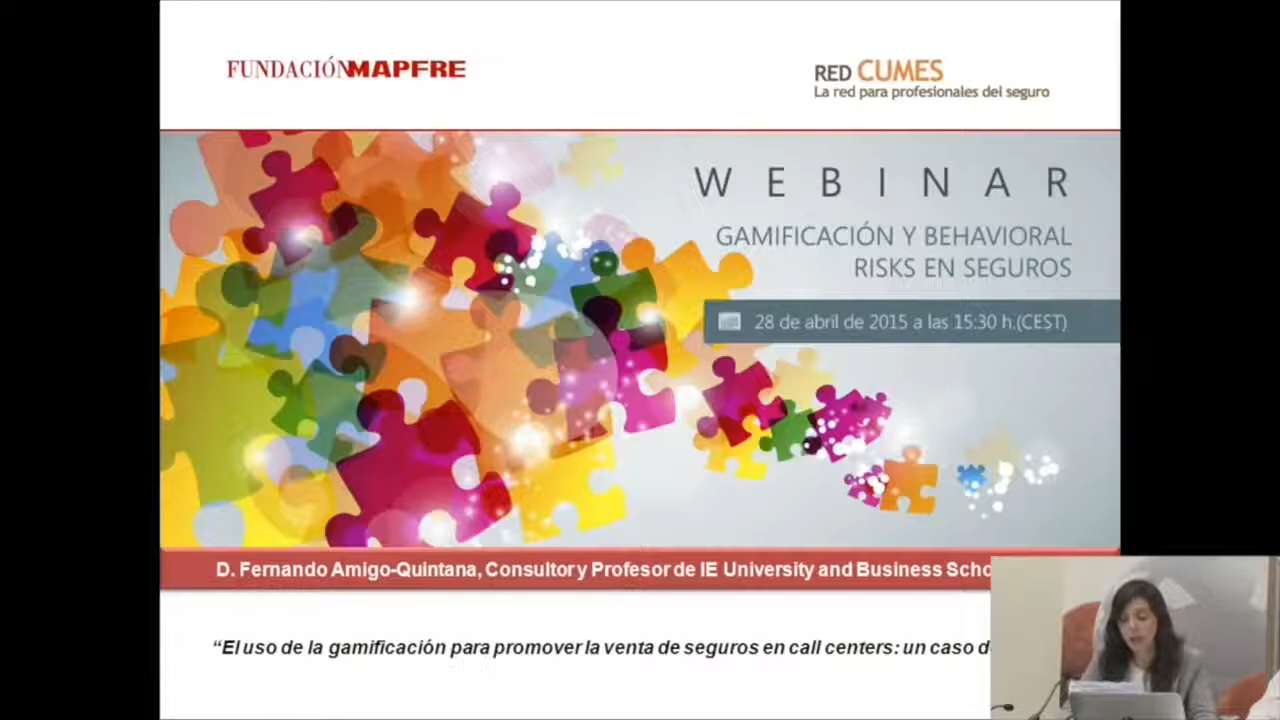 FUNDACIÓN MAPFRE
RED CUMES
La red para profesionales del seguro
WEBINAR
GAMIFICACIÓN Y BEHAVIORAL
RISKS EN SEGUROS
28 de abril de 2015 a las 15:30 h.(CEST)
D. Fernando Amigo-Quintana, Consultor y Profesor de IE University and Business
“El uso de la gamificación para promover la venta de seguros en call centers: un caso